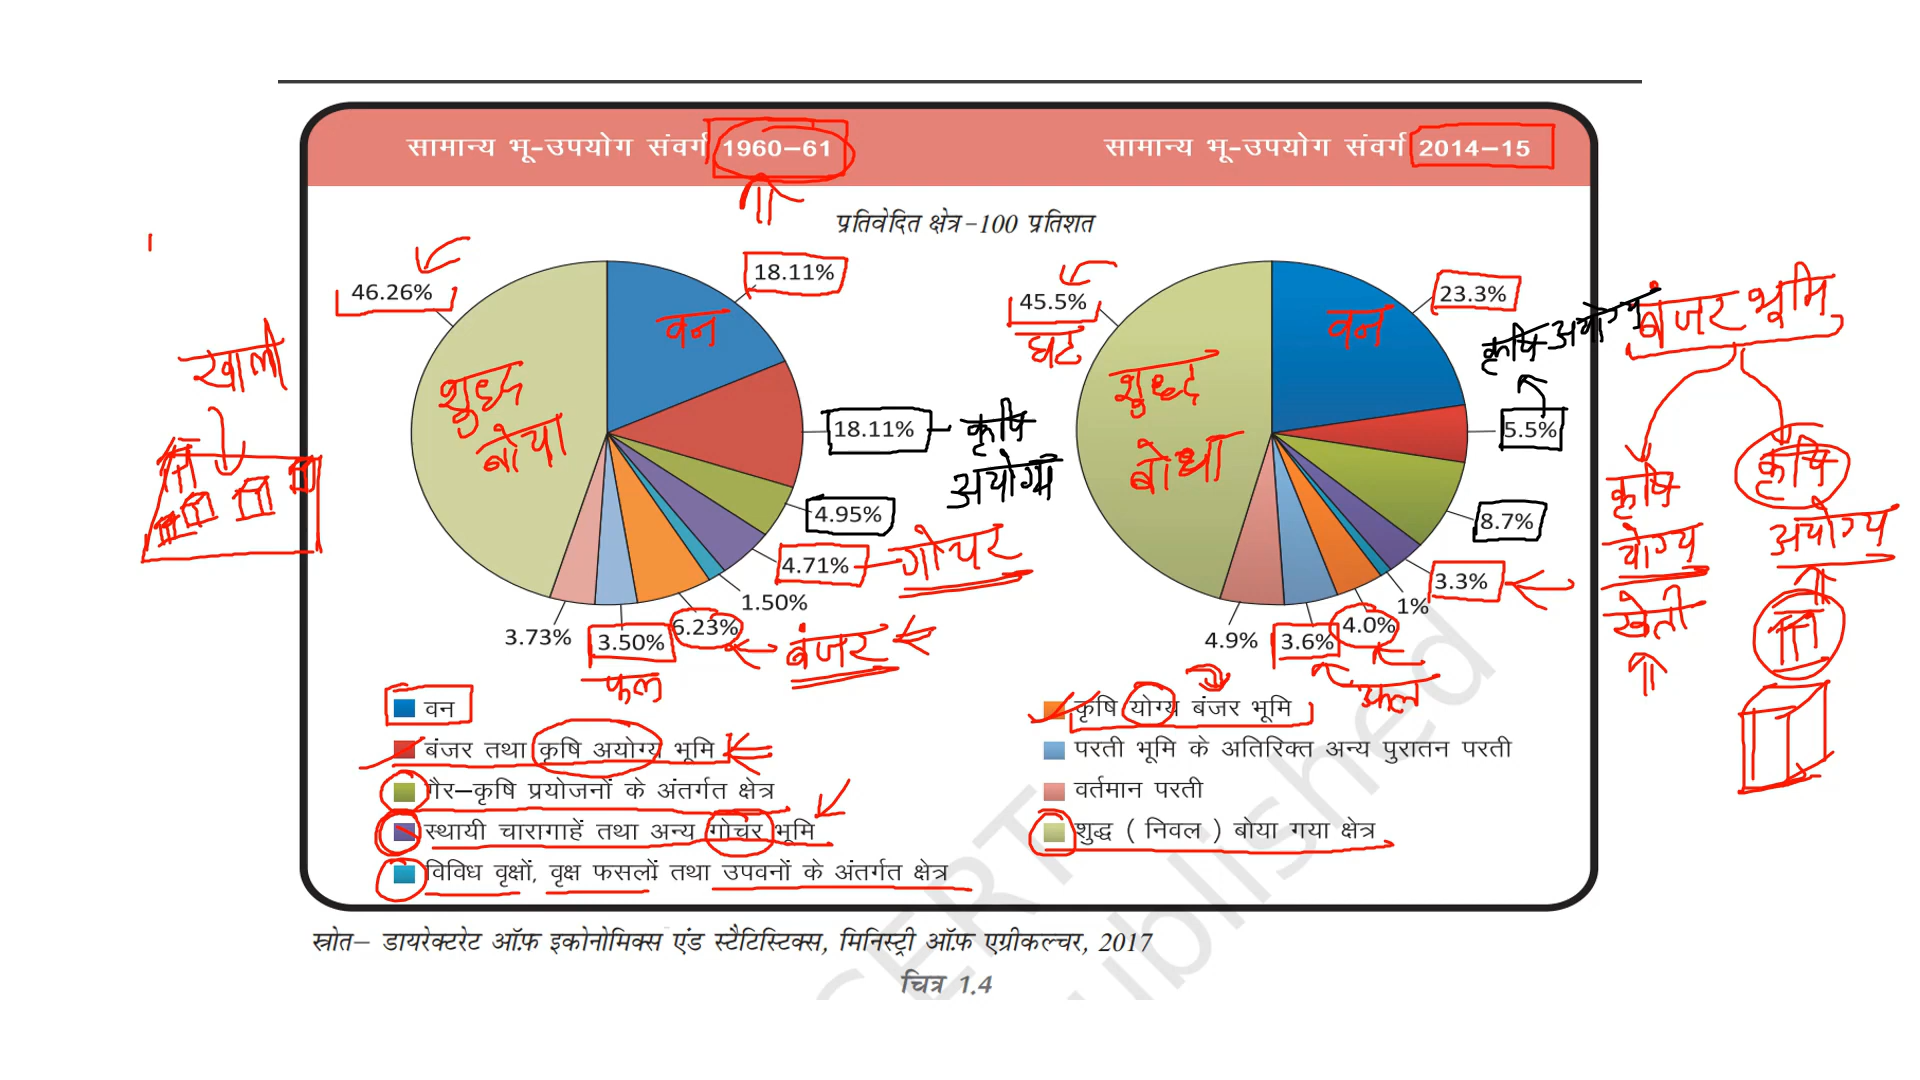 सामान्य भू-उपयोग संवर्ग 1960–61
सामान्य भू-उपयोग संवर्ग 2014–15
प्रतिवेदित क्षेत्र–100 प्रतिशत
46.26%
18.11%
18.11%
4.95%
4.71%
1.50%
6.23%
3.50%
3.73%
वन
शुद्ध
बोया
कृषि
अयोग्य
गोचर
बंजर
फल
खाली
45.5%
23.3%
5.5%
8.7%
3.3%
1%
4.0%
3.6%
4.9%
घट
वन
शुद्ध
बोया
फल
कृषि अयोग्य
बंजर भूमि
कृषि
योग्य
खेती
कृषि
अयोग्य
वन
बंजर तथा कृषि अयोग्य भूमि
गैर–कृषि प्रयोजनों के अंतर्गत क्षेत्र
स्थायी चारागाहें तथा अन्य गोचर भूमि
विविध वृक्षों, वृक्ष फसलों तथा उपवनों के अंतर्गत क्षेत्र
कृषि योग्य बंजर भूमि
परती भूमि के अतिरिक्त अन्य पुरातन परती
वर्तमान परती
शुद्ध ( निवल ) बोया गया क्षेत्र
स्रोत– डायरेक्टरेट ऑफ़ इकोनोमिक्स एंड स्टैटिस्टिक्स, मिनिस्ट्री ऑफ़ एग्रीकल्चर, 2017
चित्र 1.4